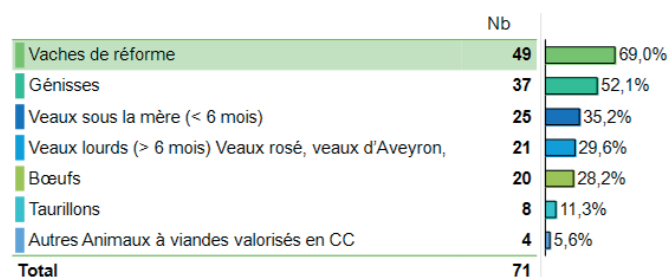 Nb
Vaches de réforme 49 69,0%
Génisses 37 52,1%
Veaux sous la mère (< 6 mois) 25 35,2%
Veaux lourds (> 6 mois) Veaux rosé, veaux d'Aveyron, 21 29,6%
Bœufs 20 28,2%
Taurillons 8 11,3%
Autres Animaux à viandes valorisés en CC 4 5,6%
Total 71